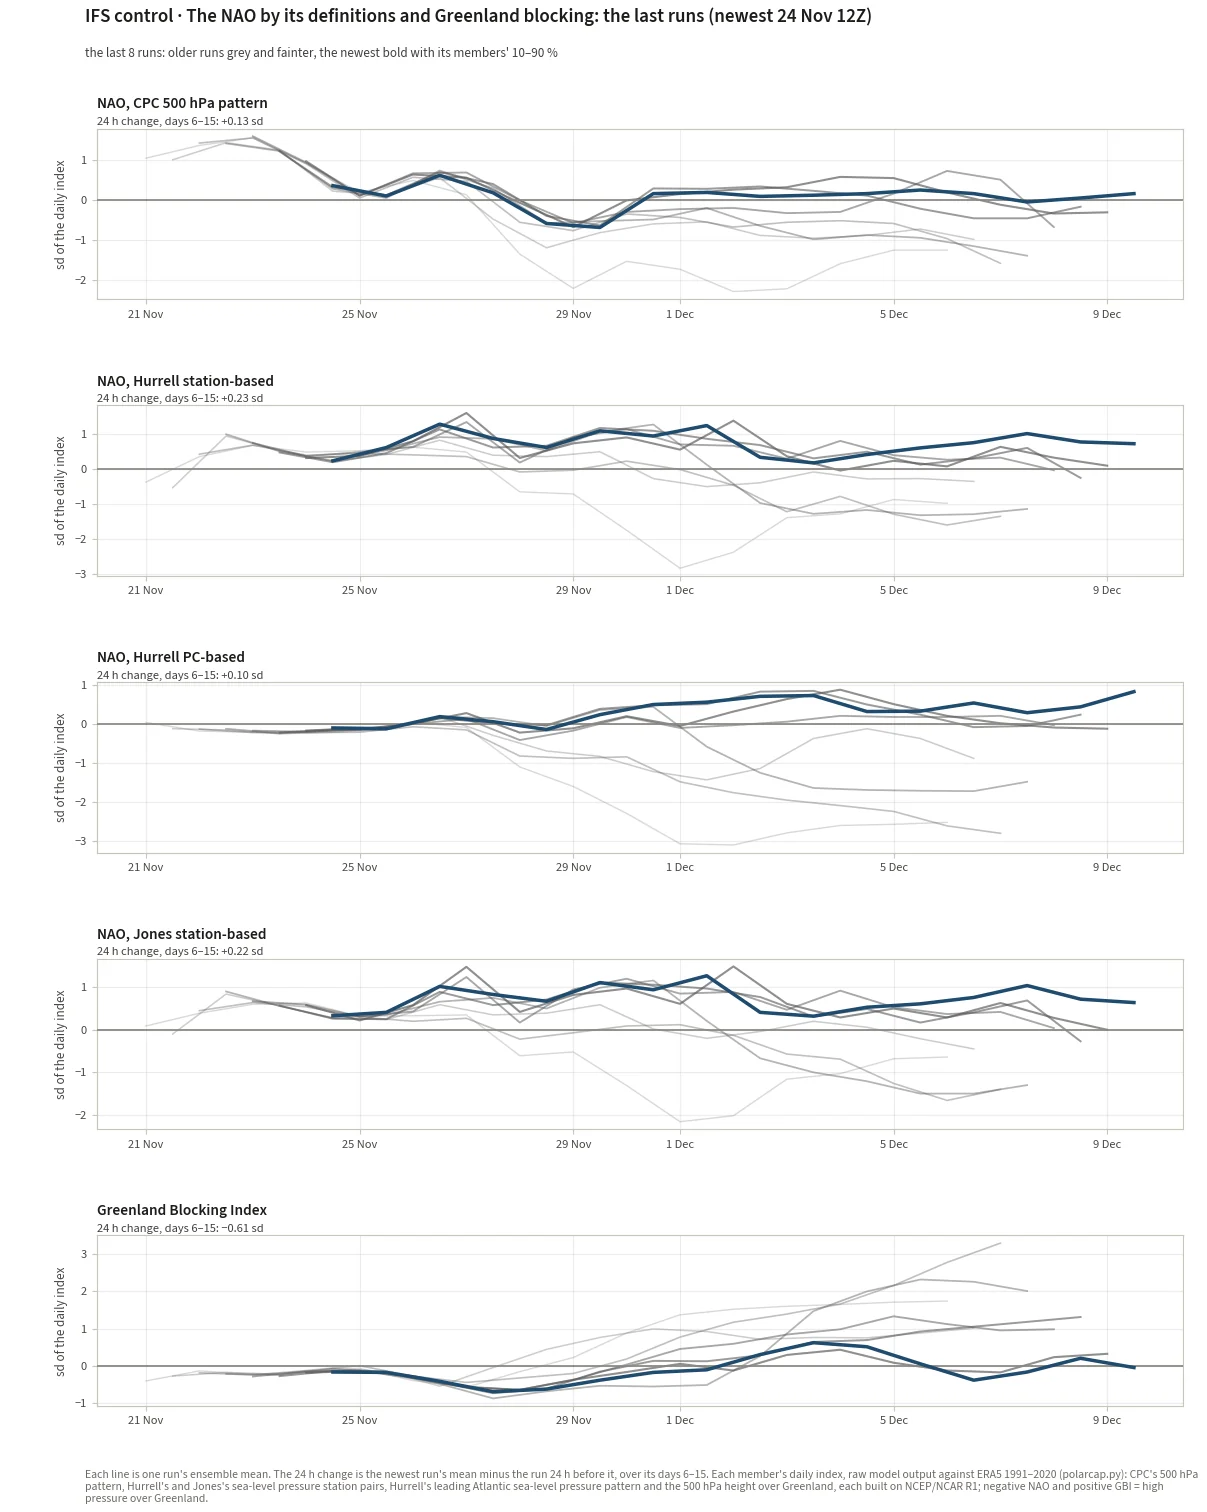 IFS control · The NAO by its definitions and Greenland blocking: the last runs (newest 24 Nov 12Z)
the last 8 runs: older runs grey and fainter, the newest bold with its members' 10–90 %
NAO, CPC 500 hPa pattern
24 h change, days 6–15: +0.13 sd
sd of the daily index
1
0
−1
−2
21 Nov
25 Nov
29 Nov
1 Dec
5 Dec
9 Dec
NAO, Hurrell station-based
24 h change, days 6–15: +0.23 sd
sd of the daily index
1
0
−1
−2
−3
21 Nov
25 Nov
29 Nov
1 Dec
5 Dec
9 Dec
NAO, Hurrell PC-based
24 h change, days 6–15: +0.10 sd
sd of the daily index
1
0
−1
−2
−3
21 Nov
25 Nov
29 Nov
1 Dec
5 Dec
9 Dec
NAO, Jones station-based
24 h change, days 6–15: +0.22 sd
sd of the daily index
1
0
−1
−2
21 Nov
25 Nov
29 Nov
1 Dec
5 Dec
9 Dec
Greenland Blocking Index
24 h change, days 6–15: −0.61 sd
sd of the daily index
3
2
1
0
−1
21 Nov
25 Nov
29 Nov
1 Dec
5 Dec
9 Dec
Each line is one run's ensemble mean. The 24 h change is the newest run's mean minus the run 24 h before it, over its days 6–15. Each member's daily index, raw model output against ERA5 1991–2020 (polarcap.py): CPC's 500 hPa
pattern, Hurrell's and Jones's sea-level pressure station pairs, Hurrell's leading Atlantic sea-level pressure pattern and the 500 hPa height over Greenland, each built on NCEP/NCAR R1; negative NAO and positive GBI = high
pressure over Greenland.